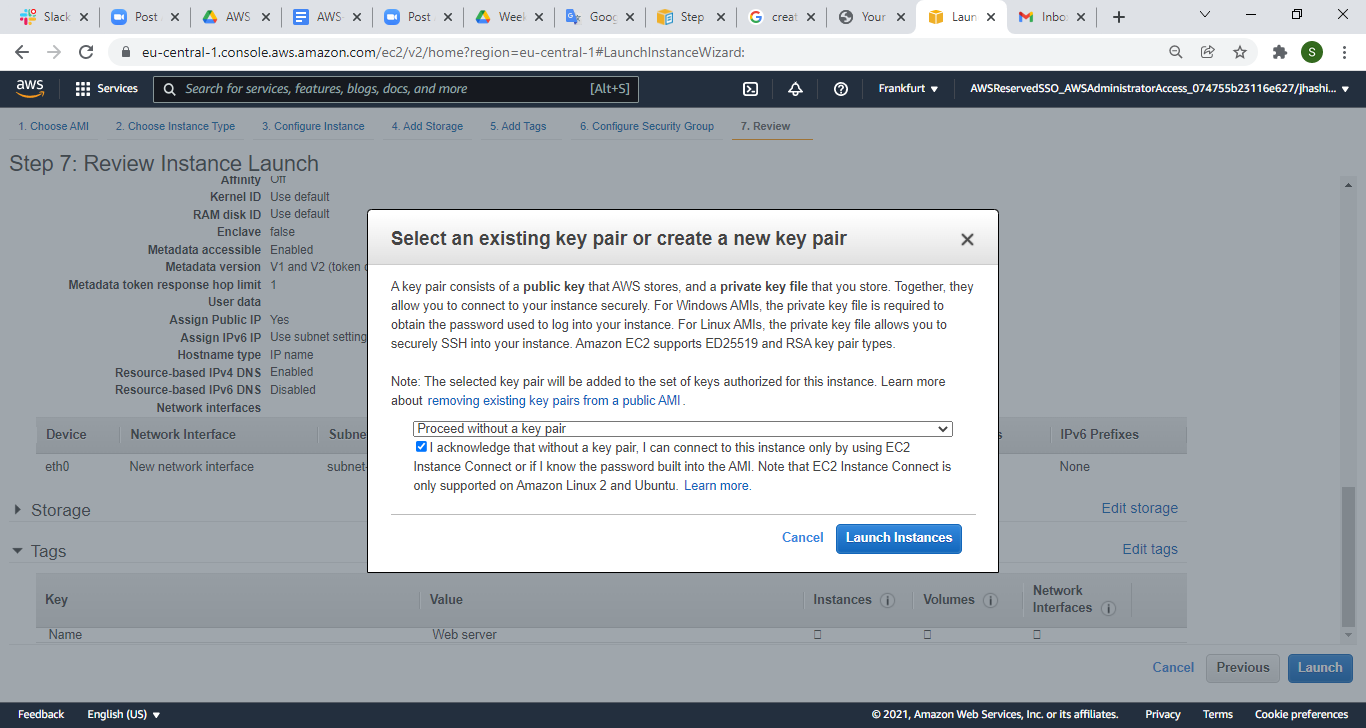 Slack
Post
AWS
AWS
Post
Week
Goog
Step
creat
Your
Laun
Inbo
eu-central-1.console.aws.amazon.com/ec2/v2/home?region=eu-central-1#LaunchInstanceWizard:
S
aws
Services
Search for services, features, blogs, docs, and more
[Alt+S]
Frankfurt
AWSReservedSSO_AWSAdministratorAccess_074755b23116e627/jhashi...
1. Choose AMI
2. Choose Instance Type
3. Configure Instance
4. Add Storage
5. Add Tags
6. Configure Security Group
7. Review
Step 7: Review Instance Launch
Affinity Off
Kernel ID Use default
RAM disk ID Use default
Enclave false
Metadata accessible Enabled
Metadata version V1 and V2 (token
Metadata token response hop limit 1
User data
Assign Public IP Yes
Assign IPv6 IP Use subnet setting
Hostname type IP name
Resource-based IPv4 DNS Enabled
Resource-based IPv6 DNS Disabled
Network interfaces
Device Network Interface Subne IPv6 Prefixes
eth0 New network interface subnet- None
Storage
Edit storage
Tags
Edit tags
Key Value Instances Volumes Network
Interfaces
Name Web server
Select an existing key pair or create a new key pair
A key pair consists of a public key that AWS stores, and a private key file that you store. Together, they
allow you to connect to your instance securely. For Windows AMIs, the private key file is required to
obtain the password used to log into your instance. For Linux AMIs, the private key file allows you to
securely SSH into your instance. Amazon EC2 supports ED25519 and RSA key pair types.
Note: The selected key pair will be added to the set of keys authorized for this instance. Learn more
about removing existing key pairs from a public AMI.
Proceed without a key pair
I acknowledge that without a key pair, I can connect to this instance only by using EC2
Instance Connect or if I know the password built into the AMI. Note that EC2 Instance Connect is
only supported on Amazon Linux 2 and Ubuntu. Learn more.
Cancel
Launch Instances
Cancel
Previous
Launch
Feedback
English (US)
© 2021, Amazon Web Services, Inc. or its affiliates.
Privacy
Terms
Cookie preferences